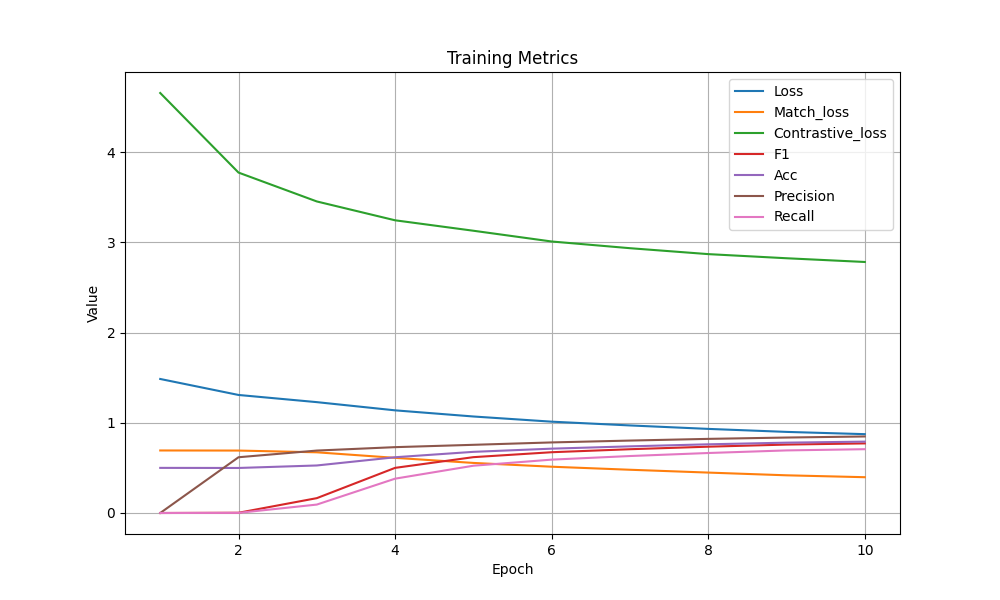 Training Metrics
Loss
Match_loss
Contrastive_loss
F1
Acc
Precision
Recall
4
3
2
1
0
Value
2
4
6
8
10
Epoch